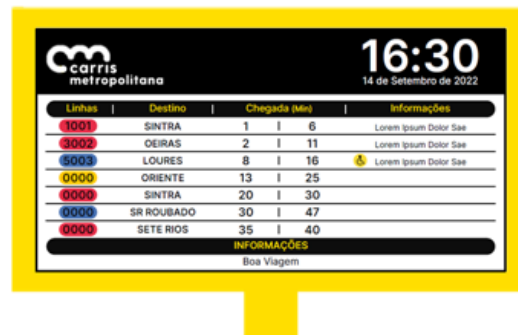 carris
metropolitana
16:30
14 de Setembro de 2022
Linhas | Destino | Chegada (Min) | Informações
1001 SINTRA 1 | 6 Lorem Ipsum Dolor Sae
3002 OEIRAS 2 | 11 Lorem Ipsum Dolor Sae
5003 LOURES 8 | 16 Lorem Ipsum Dolor Sae
0000 ORIENTE 13 | 25
0000 SINTRA 20 | 30
0000 SR ROUBADO 30 | 47
0000 SETE RIOS 35 | 40
INFORMAÇÕES
Boa Viagem